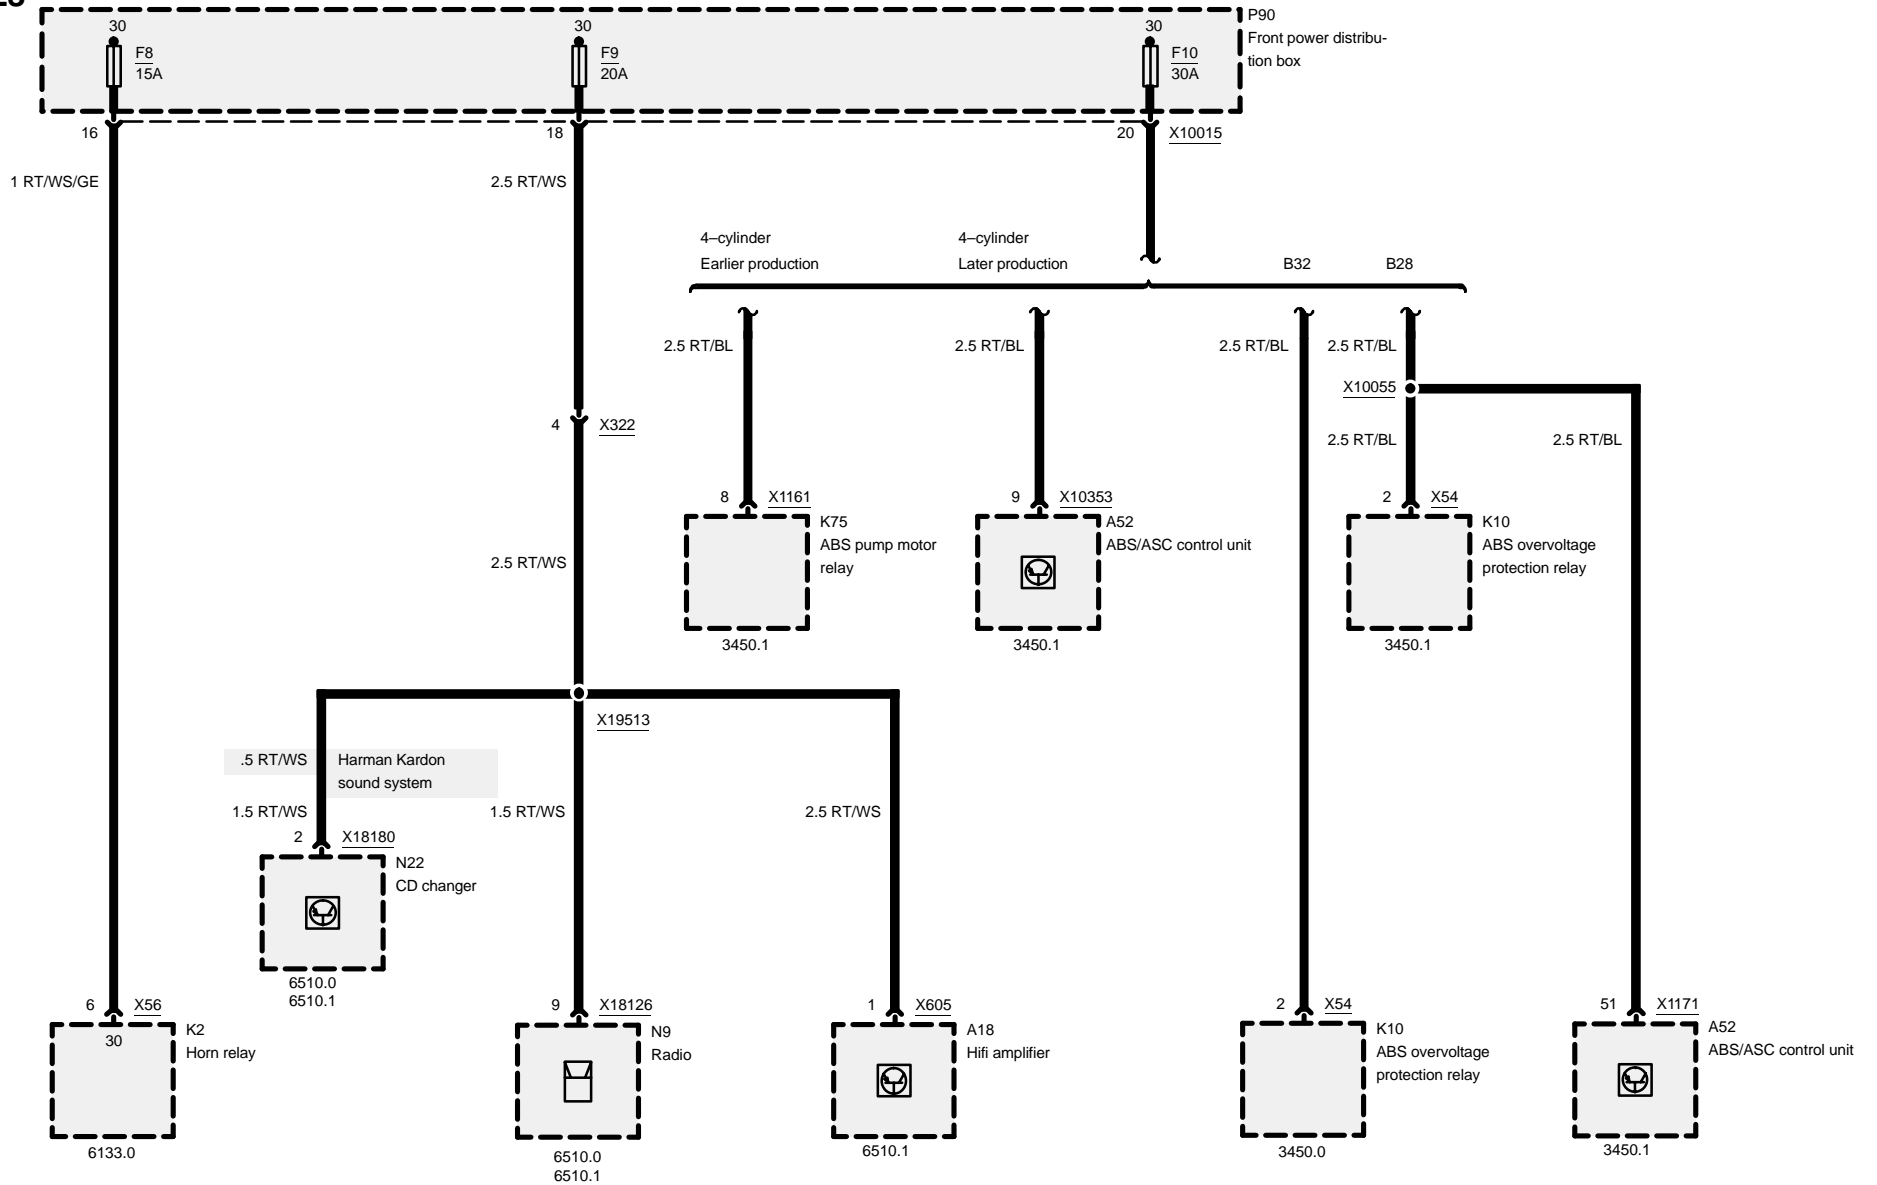 30
30
30
P90
Front power distribu-
tion box
F8
15A
F9
20A
F10
30A
16
18
20
X10015
1 RT/WS/GE
2.5 RT/WS
4–cylinder
Earlier production
4–cylinder
Later production
B32
B28
2.5 RT/BL
2.5 RT/BL
2.5 RT/BL
2.5 RT/BL
X10055
4
X322
2.5 RT/BL
2.5 RT/BL
8
X1161
9
X10353
2
X54
K75
ABS pump motor
relay
A52
ABS/ASC control unit
K10
ABS overvoltage
protection relay
2.5 RT/WS
3450.1
3450.1
3450.1
X19513
.5 RT/WS
Harman Kardon
sound system
1.5 RT/WS
1.5 RT/WS
2.5 RT/WS
2
X18180
N22
CD changer
6510.0
6510.1
6
X56
9
X18126
1
X605
2
X54
51
X1171
30
K2
Horn relay
N9
Radio
A18
Hifi amplifier
K10
ABS overvoltage
protection relay
A52
ABS/ASC control unit
6133.0
6510.0
6510.1
6510.1
3450.0
3450.1